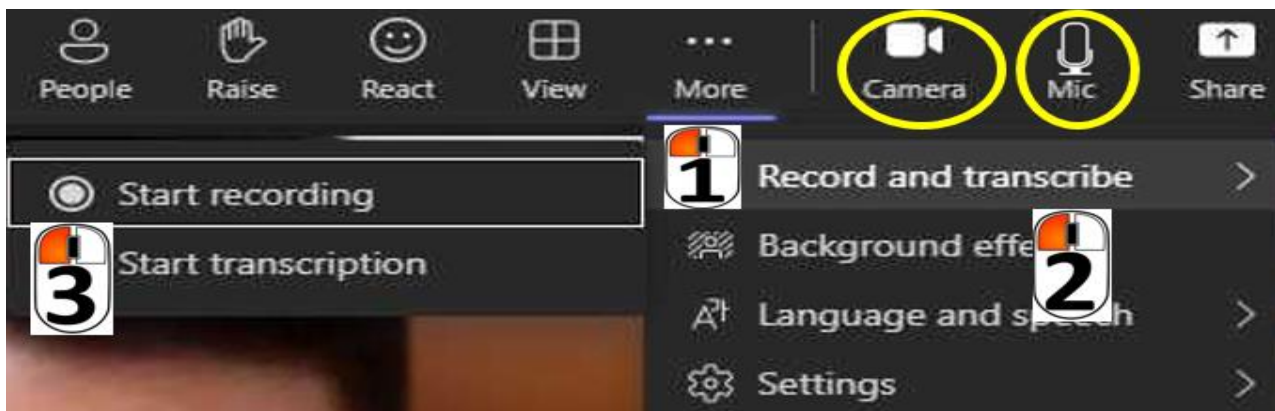 People Raise React View More Camera Mic Share
Start recording
Start transcription
3
1 Record and transcribe
Background effe
2
Language and speech
Settings